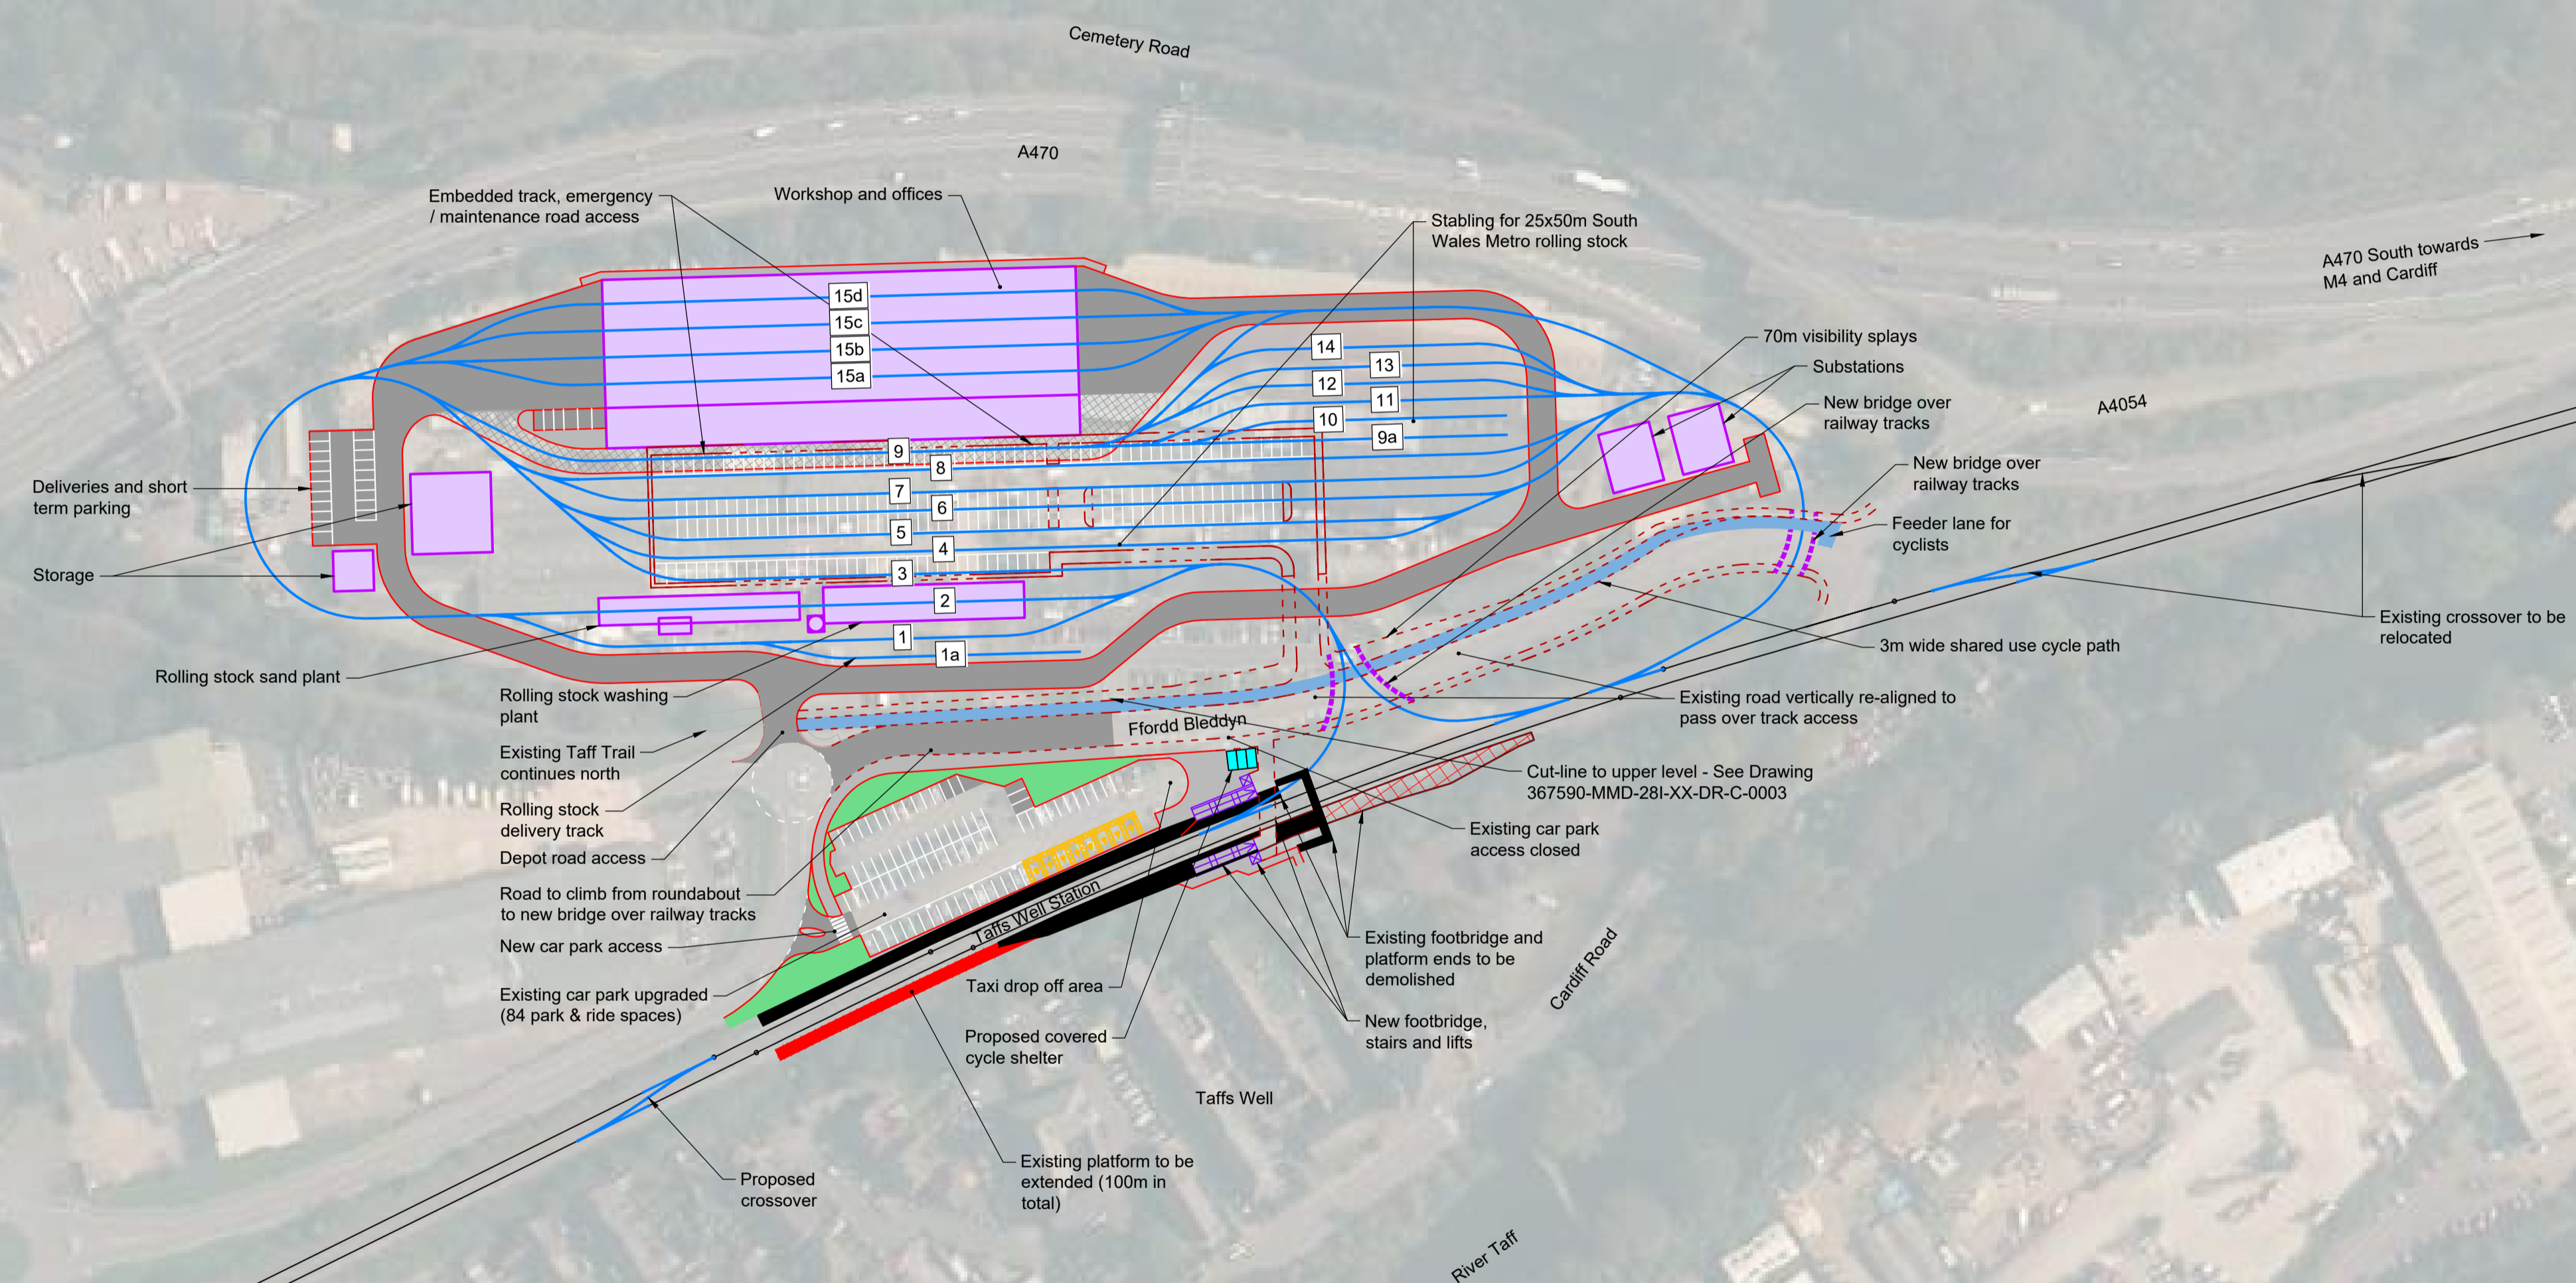 Cemetery Road
A470
Embedded track, emergency
/ maintenance road access
Workshop and offices
Stabling for 25x50m South
Wales Metro rolling stock
A470 South towards
M4 and Cardiff
15d
15c
15b
15a
14
13
12
11
10
9a
9
8
7
6
5
4
3
2
1
1a
70m visibility splays
Substations
New bridge over
railway tracks
A4054
New bridge over
railway tracks
Feeder lane for
cyclists
Deliveries and short
term parking
Storage
Existing crossover to be
relocated
3m wide shared use cycle path
Rolling stock sand plant
Rolling stock washing
plant
Existing road vertically re-aligned to
pass over track access
Ffordd Bleddyn
Existing Taff Trail
continues north
Cut-line to upper level - See Drawing
367590-MMD-28I-XX-DR-C-0003
Rolling stock
delivery track
Existing car park
access closed
Depot road access
Road to climb from roundabout
to new bridge over railway tracks
Taffs Well Station
New car park access
Existing footbridge and
platform ends to be
demolished
Cardiff Road
Taxi drop off area
Existing car park upgraded
(84 park & ride spaces)
New footbridge,
stairs and lifts
Proposed covered
cycle shelter
Taffs Well
Existing platform to be
extended (100m in
total)
Proposed
crossover
River Taff